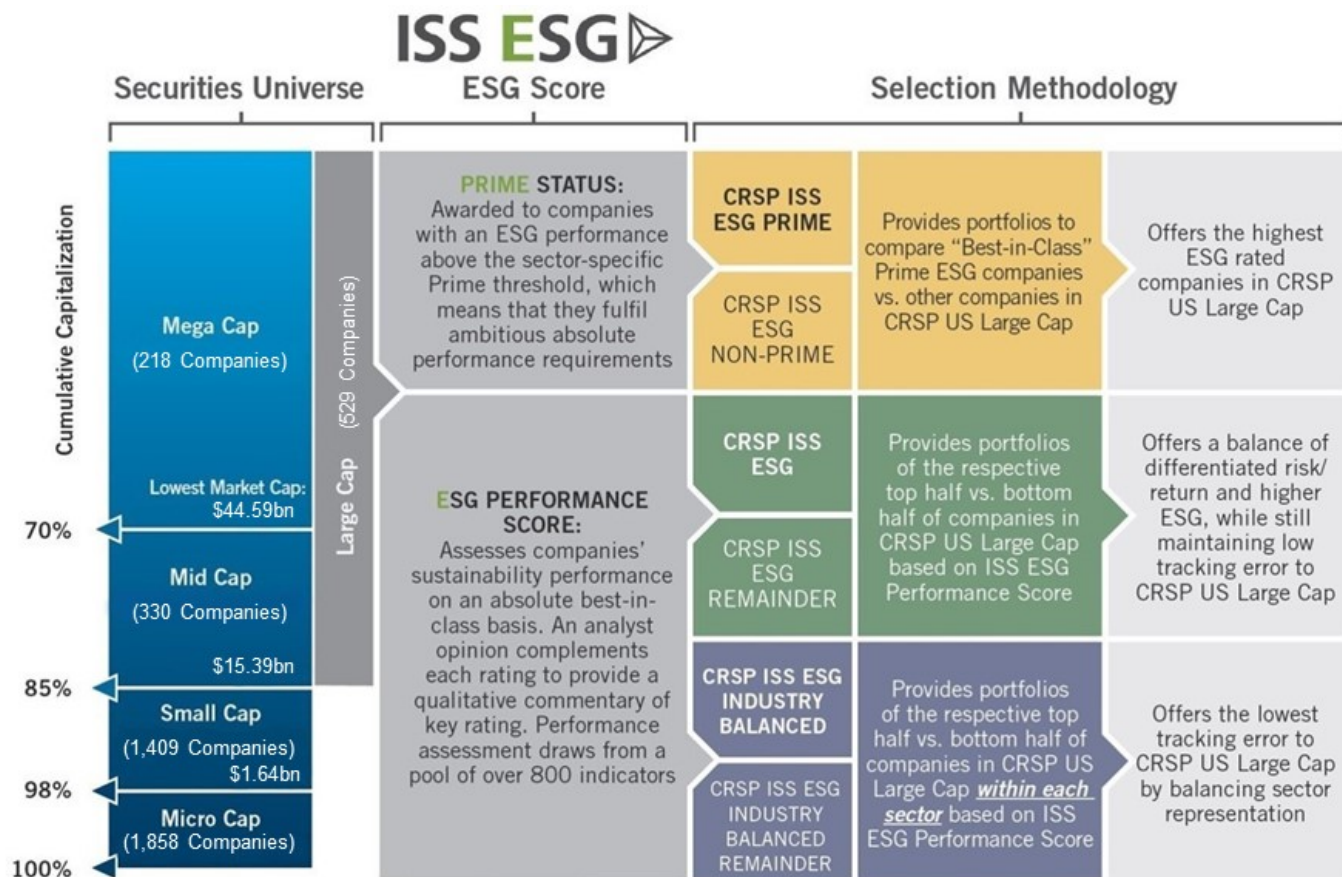 ISS ESG
Securities Universe
ESG Score
Selection Methodology
Cumulative Capitalization
70%
85%
98%
100%
Mega Cap
(218 Companies)
Lowest Market Cap:
$44.59bn
Mid Cap
(330 Companies)
$15.39bn
Small Cap
(1,409 Companies)
$1.64bn
Micro Cap
(1,858 Companies)
Large Cap (529 Companies)
PRIME STATUS:
Awarded to companies
with an ESG performance
above the sector-specific
Prime threshold, which
means that they fulfil
ambitious absolute
performance requirements
ESG PERFORMANCE
SCORE:
Assesses companies'
sustainability performance
on an absolute best-in-
class basis. An analyst
opinion complements
each rating to provide a
qualitative commentary of
key rating. Performance
assessment draws from a
pool of over 800 indicators
CRSP ISS
ESG PRIME
CRSP ISS
ESG
NON-PRIME
Provides portfolios to
compare “Best-in-Class”
Prime ESG companies
vs. other companies in
CRSP US Large Cap
Offers the highest
ESG rated
companies in CRSP
US Large Cap
CRSP ISS
ESG
CRSP ISS
ESG
REMAINDER
Provides portfolios
of the respective
top half vs. bottom
half of companies in
CRSP US Large Cap
based on ISS ESG
Performance Score
Offers a balance of
differentiated risk/
return and higher
ESG, while still
maintaining low
tracking error to
CRSP US Large Cap
CRSP ISS ESG
INDUSTRY
BALANCED
CRSP ISS ESG
INDUSTRY
BALANCED
REMAINDER
Provides portfolios
of the respective top
half vs. bottom half of
companies in CRSP US
Large Cap within each
sector based on ISS
ESG Performance Score
Offers the lowest
tracking error to
CRSP US Large Cap
by balancing sector
representation